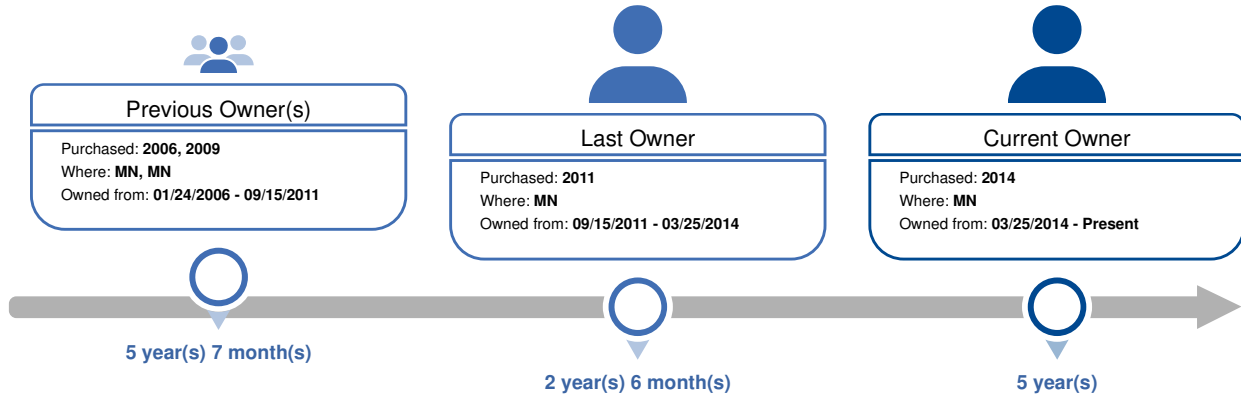 Previous Owner(s)
Purchased: 2006, 2009
Where: MN, MN
Owned from: 01/24/2006 - 09/15/2011
5 year(s) 7 month(s)
Last Owner
Purchased: 2011
Where: MN
Owned from: 09/15/2011 - 03/25/2014
2 year(s) 6 month(s)
Current Owner
Purchased: 2014
Where: MN
Owned from: 03/25/2014 - Present
5 year(s)